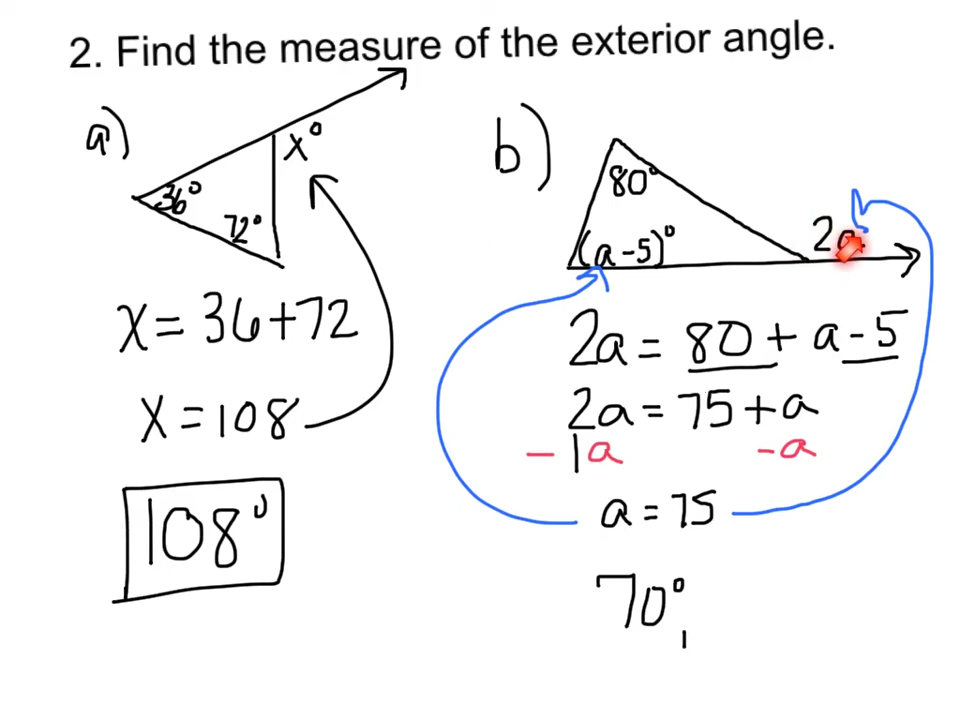 2. Find the measure of the exterior angle.
a)
36°
72°
x°
x = 36+72
x = 108
108°
b)
80°
(a-5)°
2a
2a = 80 + a - 5
2a = 75 + a
- 1a - a
a = 75
70°,